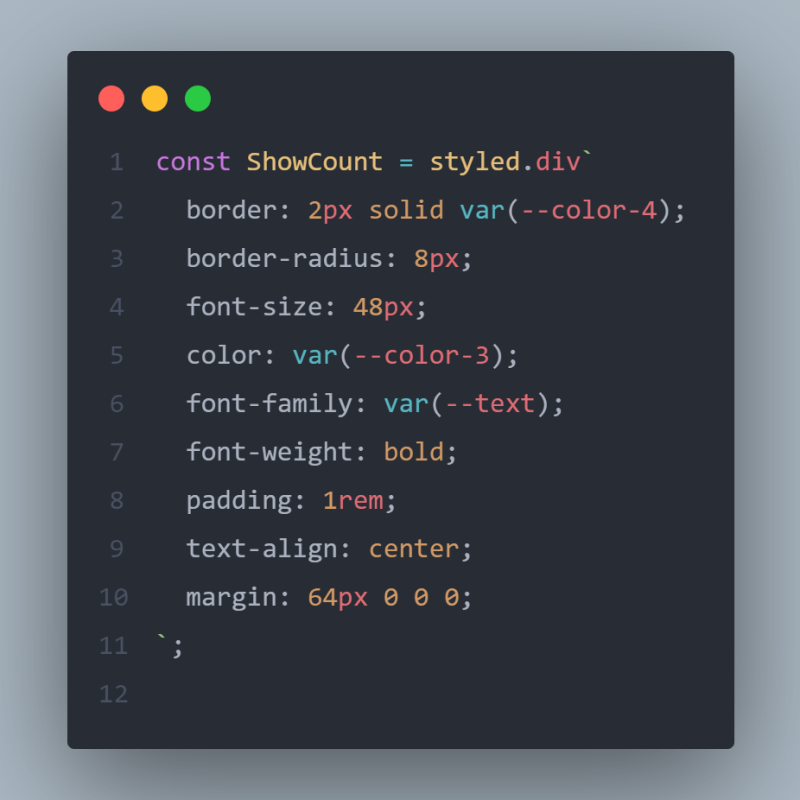 1 const ShowCount = styled.div`
2   border: 2px solid var(--color-4);
3   border-radius: 8px;
4   font-size: 48px;
5   color: var(--color-3);
6   font-family: var(--text);
7   font-weight: bold;
8   padding: 1rem;
9   text-align: center;
10   margin: 64px 0 0 0;
11 `;
12